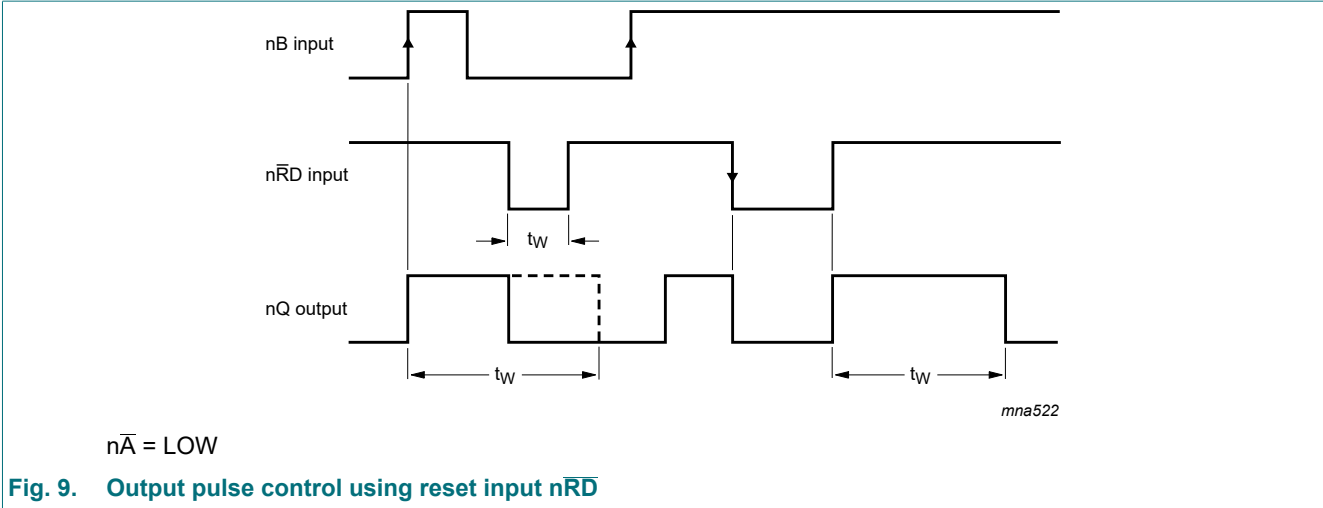 nB input
nR̅D input
tW
nQ output
tW
tW
mna522
nA̅ = LOW
Fig. 9. Output pulse control using reset input nR̅D̅